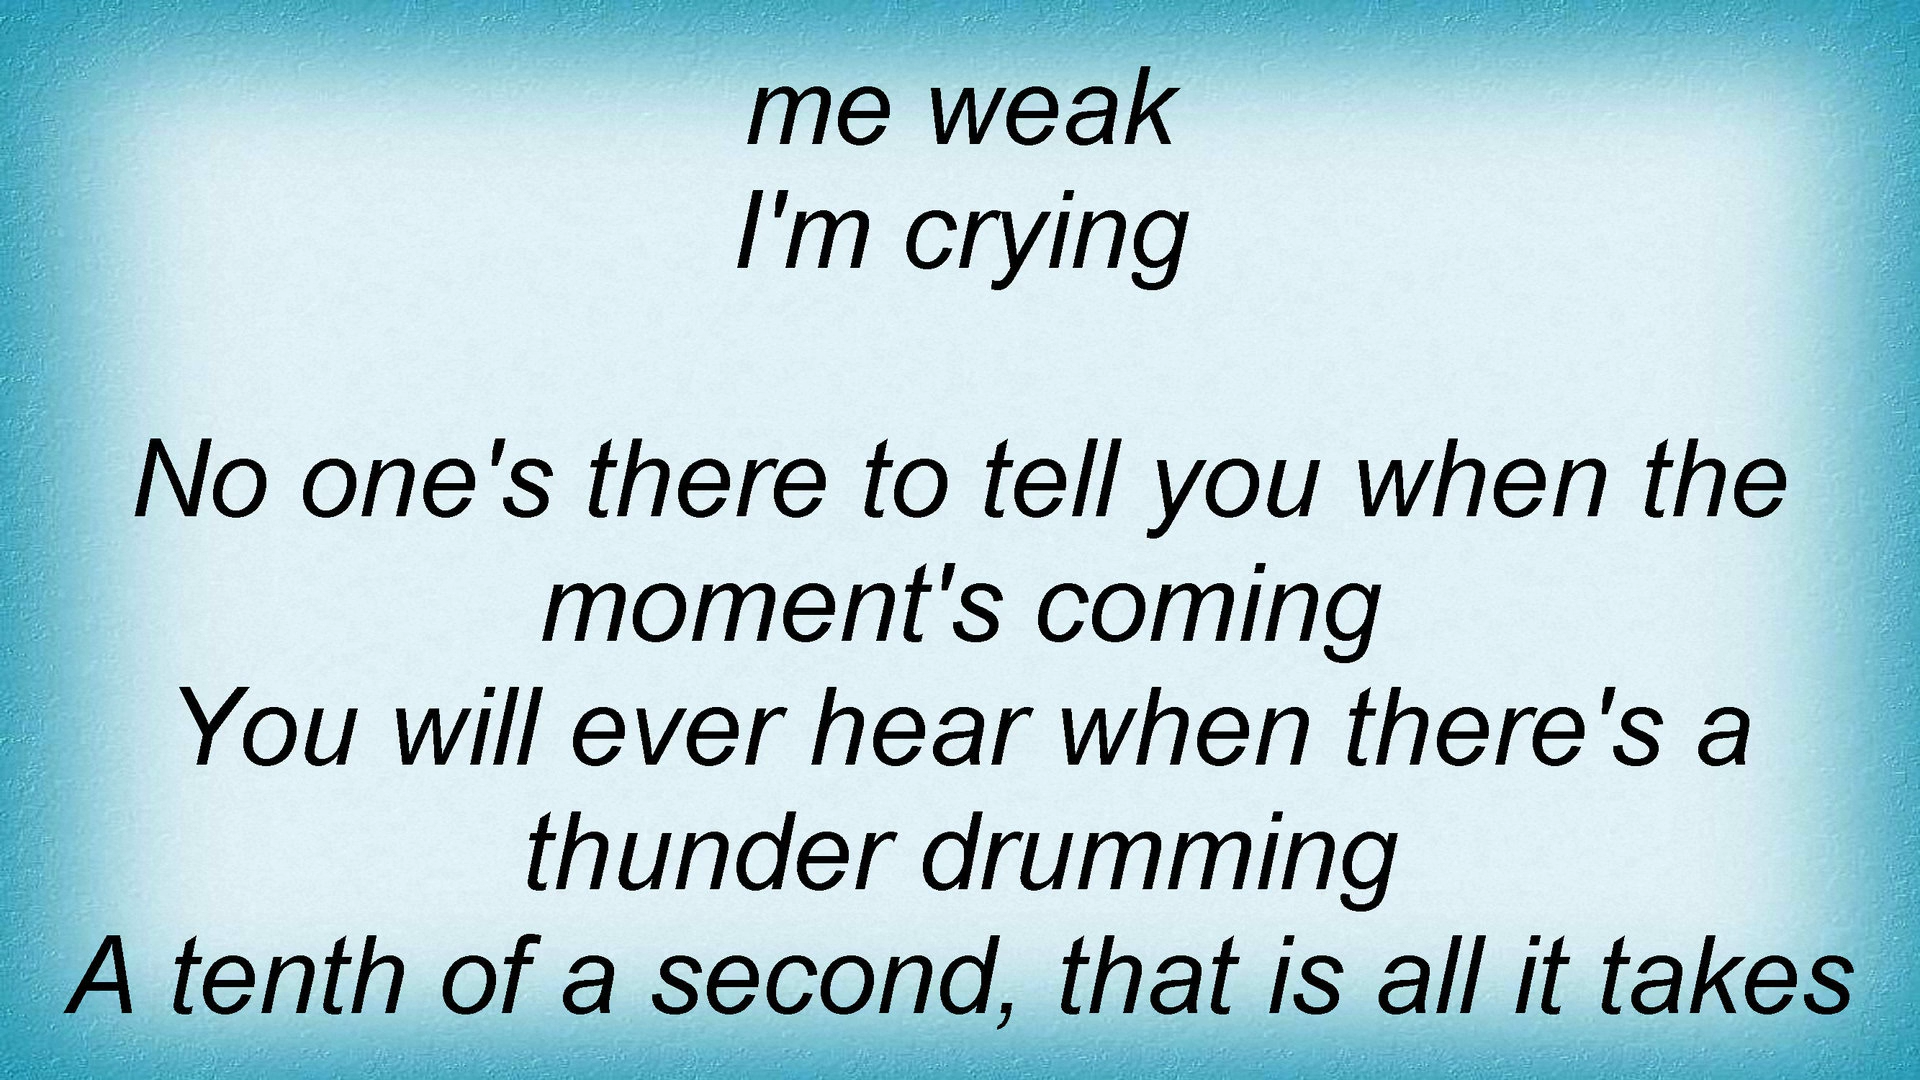 me weak
I'm crying
No one's there to tell you when the
moment's coming
You will ever hear when there's a
thunder drumming
A tenth of a second, that is all it takes